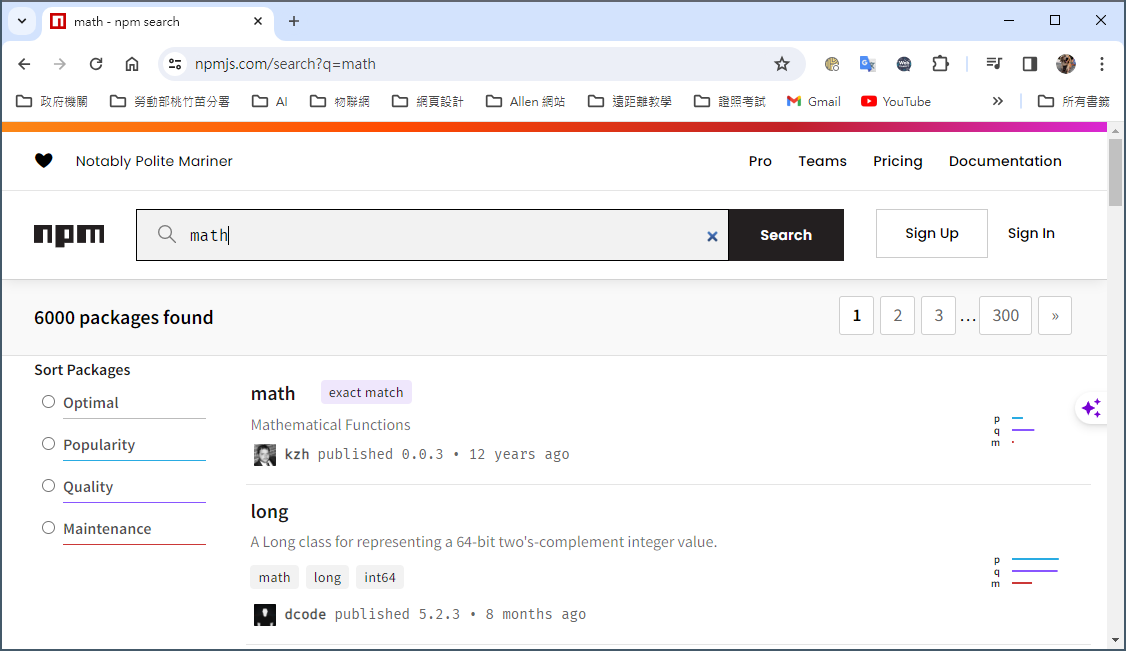 math - npm search
npmjs.com/search?q=math
政府機關 勞動部桃竹苗分署 AI 物聯網 網頁設計 Allen 網站 遠距離教學 證照考試 Gmail YouTube » 所有書籤
Notably Polite Mariner Pro Teams Pricing Documentation
npm math × Search Sign Up Sign In
6000 packages found 1 2 3 ... 300 »
Sort Packages
Optimal
Popularity
Quality
Maintenance
math exact match
Mathematical Functions
kzh published 0.0.3 • 12 years ago
p
q
m
long
A Long class for representing a 64-bit two's-complement integer value.
math long int64
dcode published 5.2.3 • 8 months ago
p
q
m